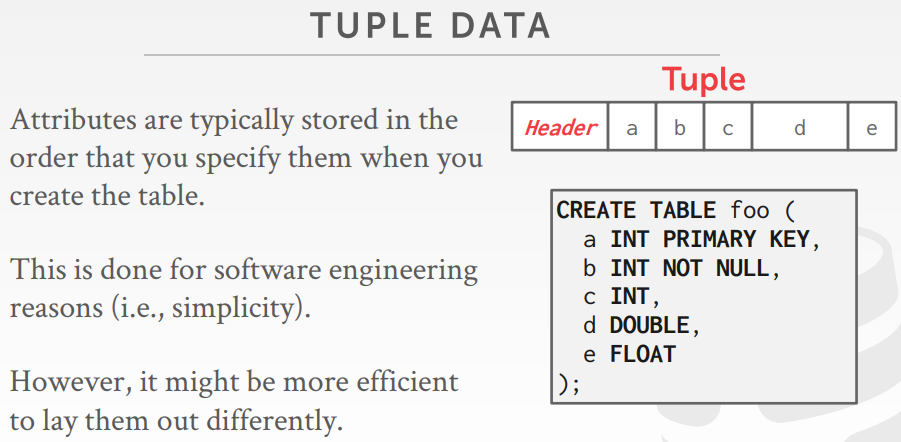 TUPLE DATA
Attributes are typically stored in the
order that you specify them when you
create the table.
This is done for software engineering
reasons (i.e., simplicity).
However, it might be more efficient
to lay them out differently.
Tuple
Header a b c d e
CREATE TABLE foo (
a INT PRIMARY KEY,
b INT NOT NULL,
c INT,
d DOUBLE,
e FLOAT
);